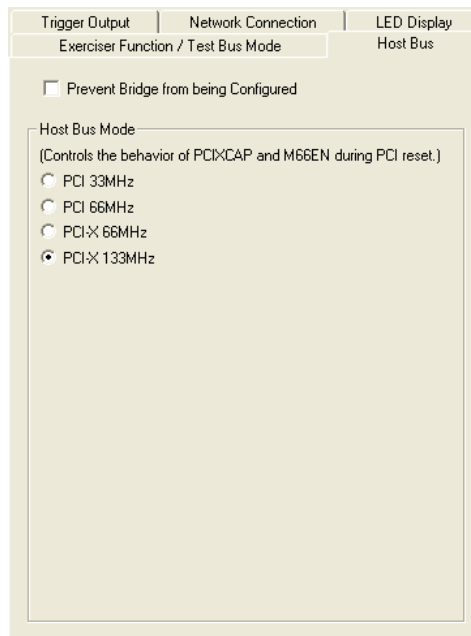 Trigger Output Network Connection LED Display
Exerciser Function / Test Bus Mode Host Bus
Prevent Bridge from being Configured
Host Bus Mode
(Controls the behavior of PCIXCAP and M66EN during PCI reset.)
PCI 33MHz
PCI 66MHz
PCI-X 66MHz
PCI-X 133MHz